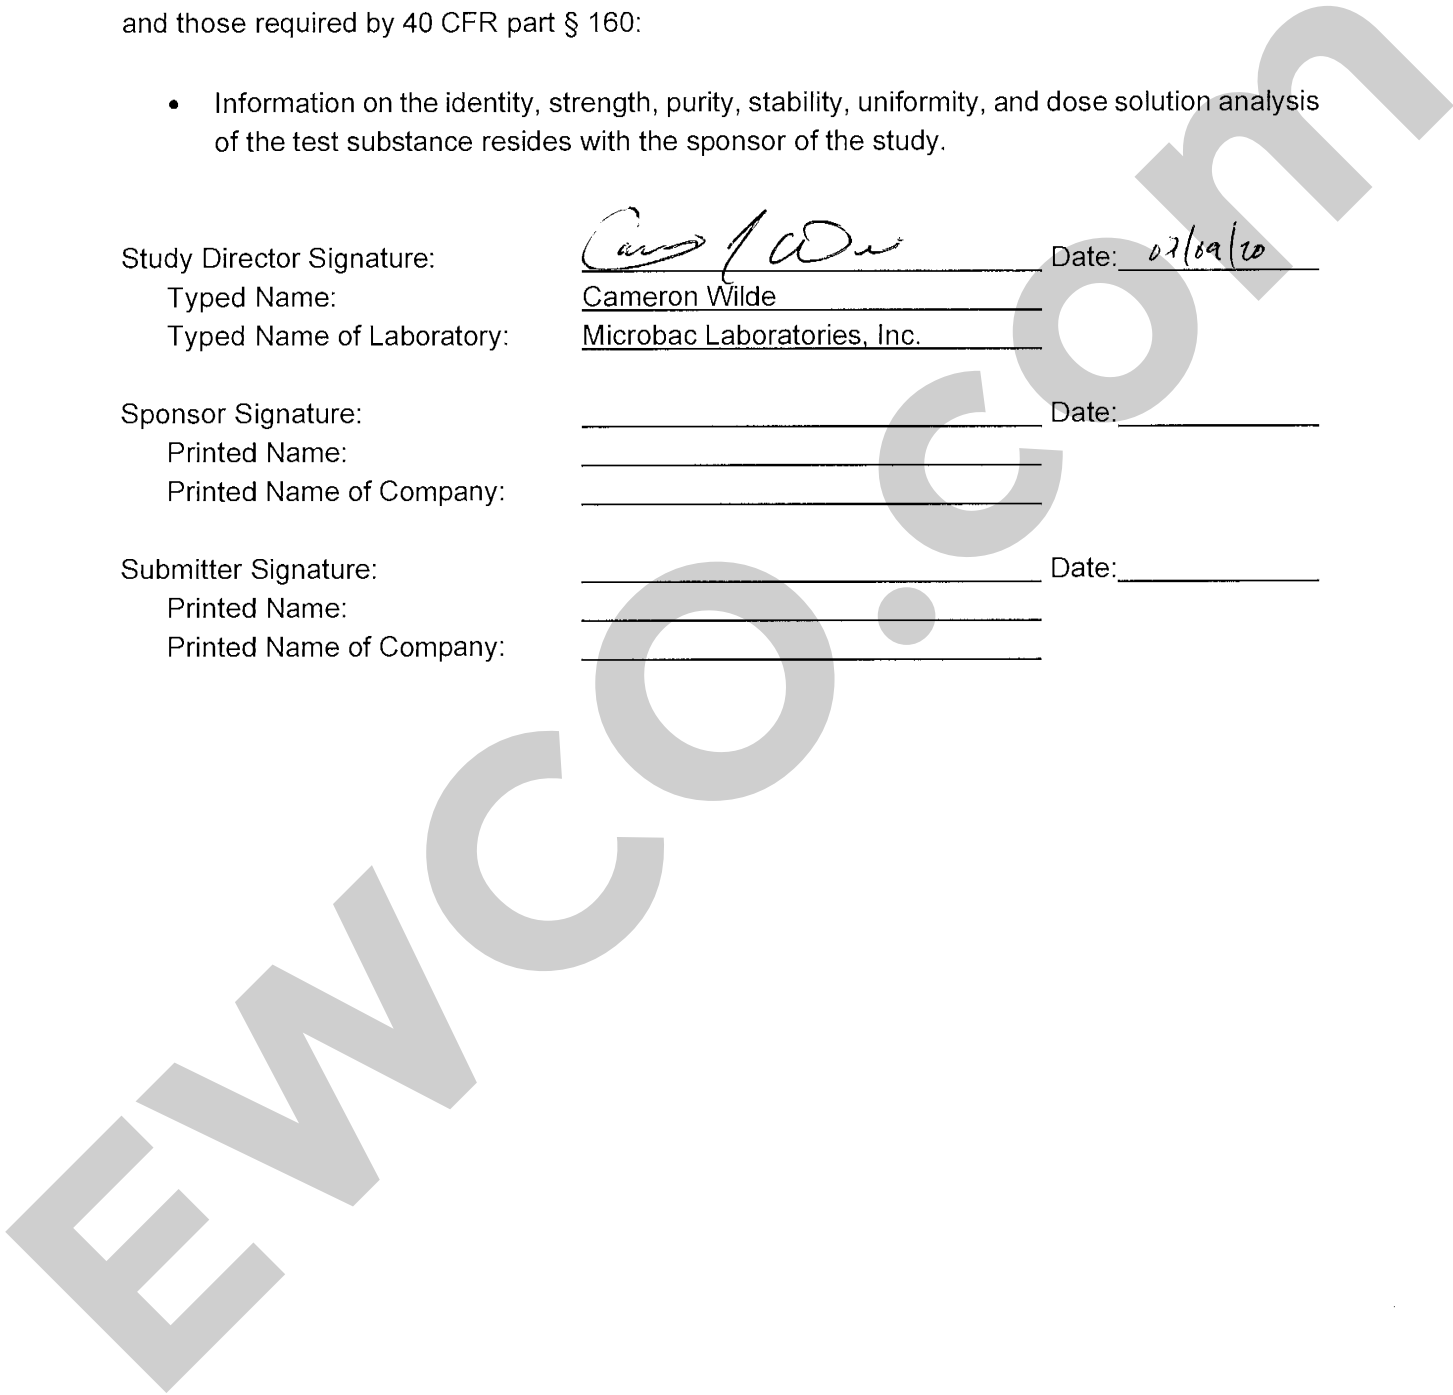 and those required by 40 CFR part § 160:
• Information on the identity, strength, purity, stability, uniformity, and dose solution analysis
of the test substance resides with the sponsor of the study.
Study Director Signature: Date:
Typed Name: Cameron Wilde
Typed Name of Laboratory: Microbac Laboratories, Inc.
Sponsor Signature: Date:
Printed Name:
Printed Name of Company:
Submitter Signature: Date:
Printed Name:
Printed Name of Company:
EWCO.com